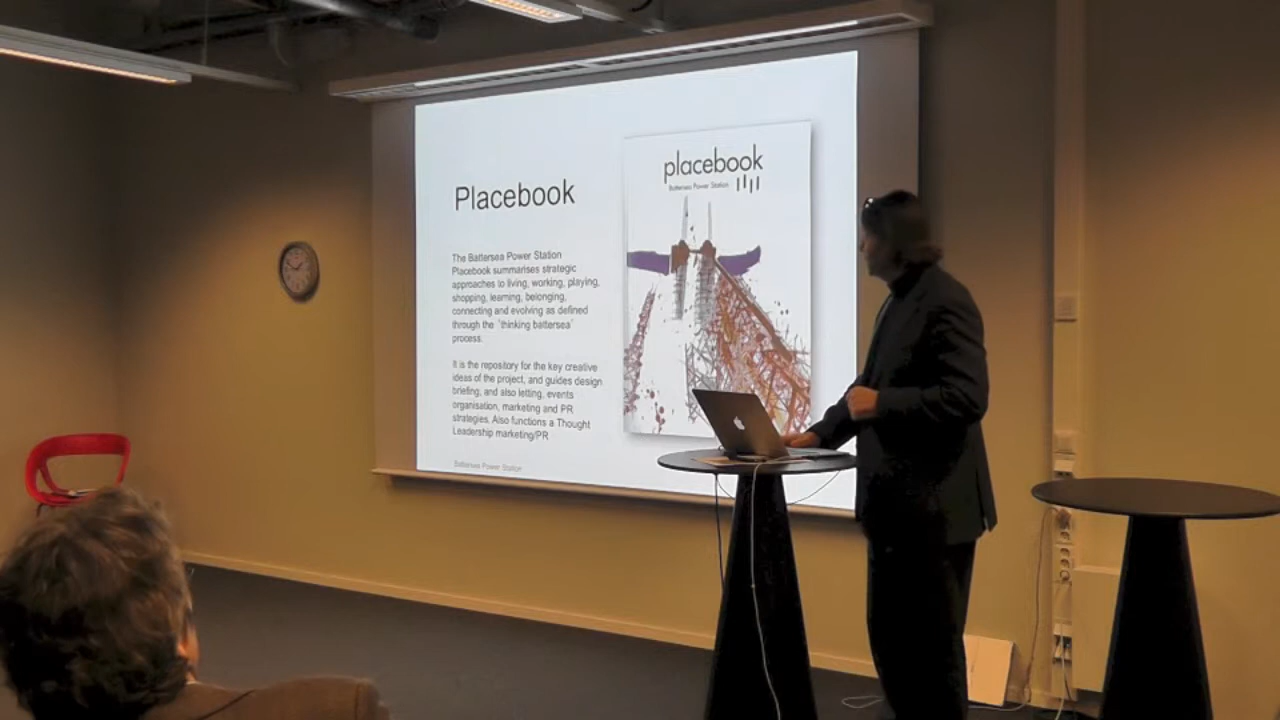 Placebook
The Battersea Power Station
Placebook summarises strategic
approaches to living, working, playing,
shopping, learning, belonging,
connecting and evolving as defined
through the 'thinking battersea'
process.
It is the repository for the key creative
ideas of the project, and guides design
briefing, and also letting, events
organisation, marketing and PR
strategies. Also functions a Thought
Leadership marketing/PR
Battersea Power Station
placebook
Battersea Power Station